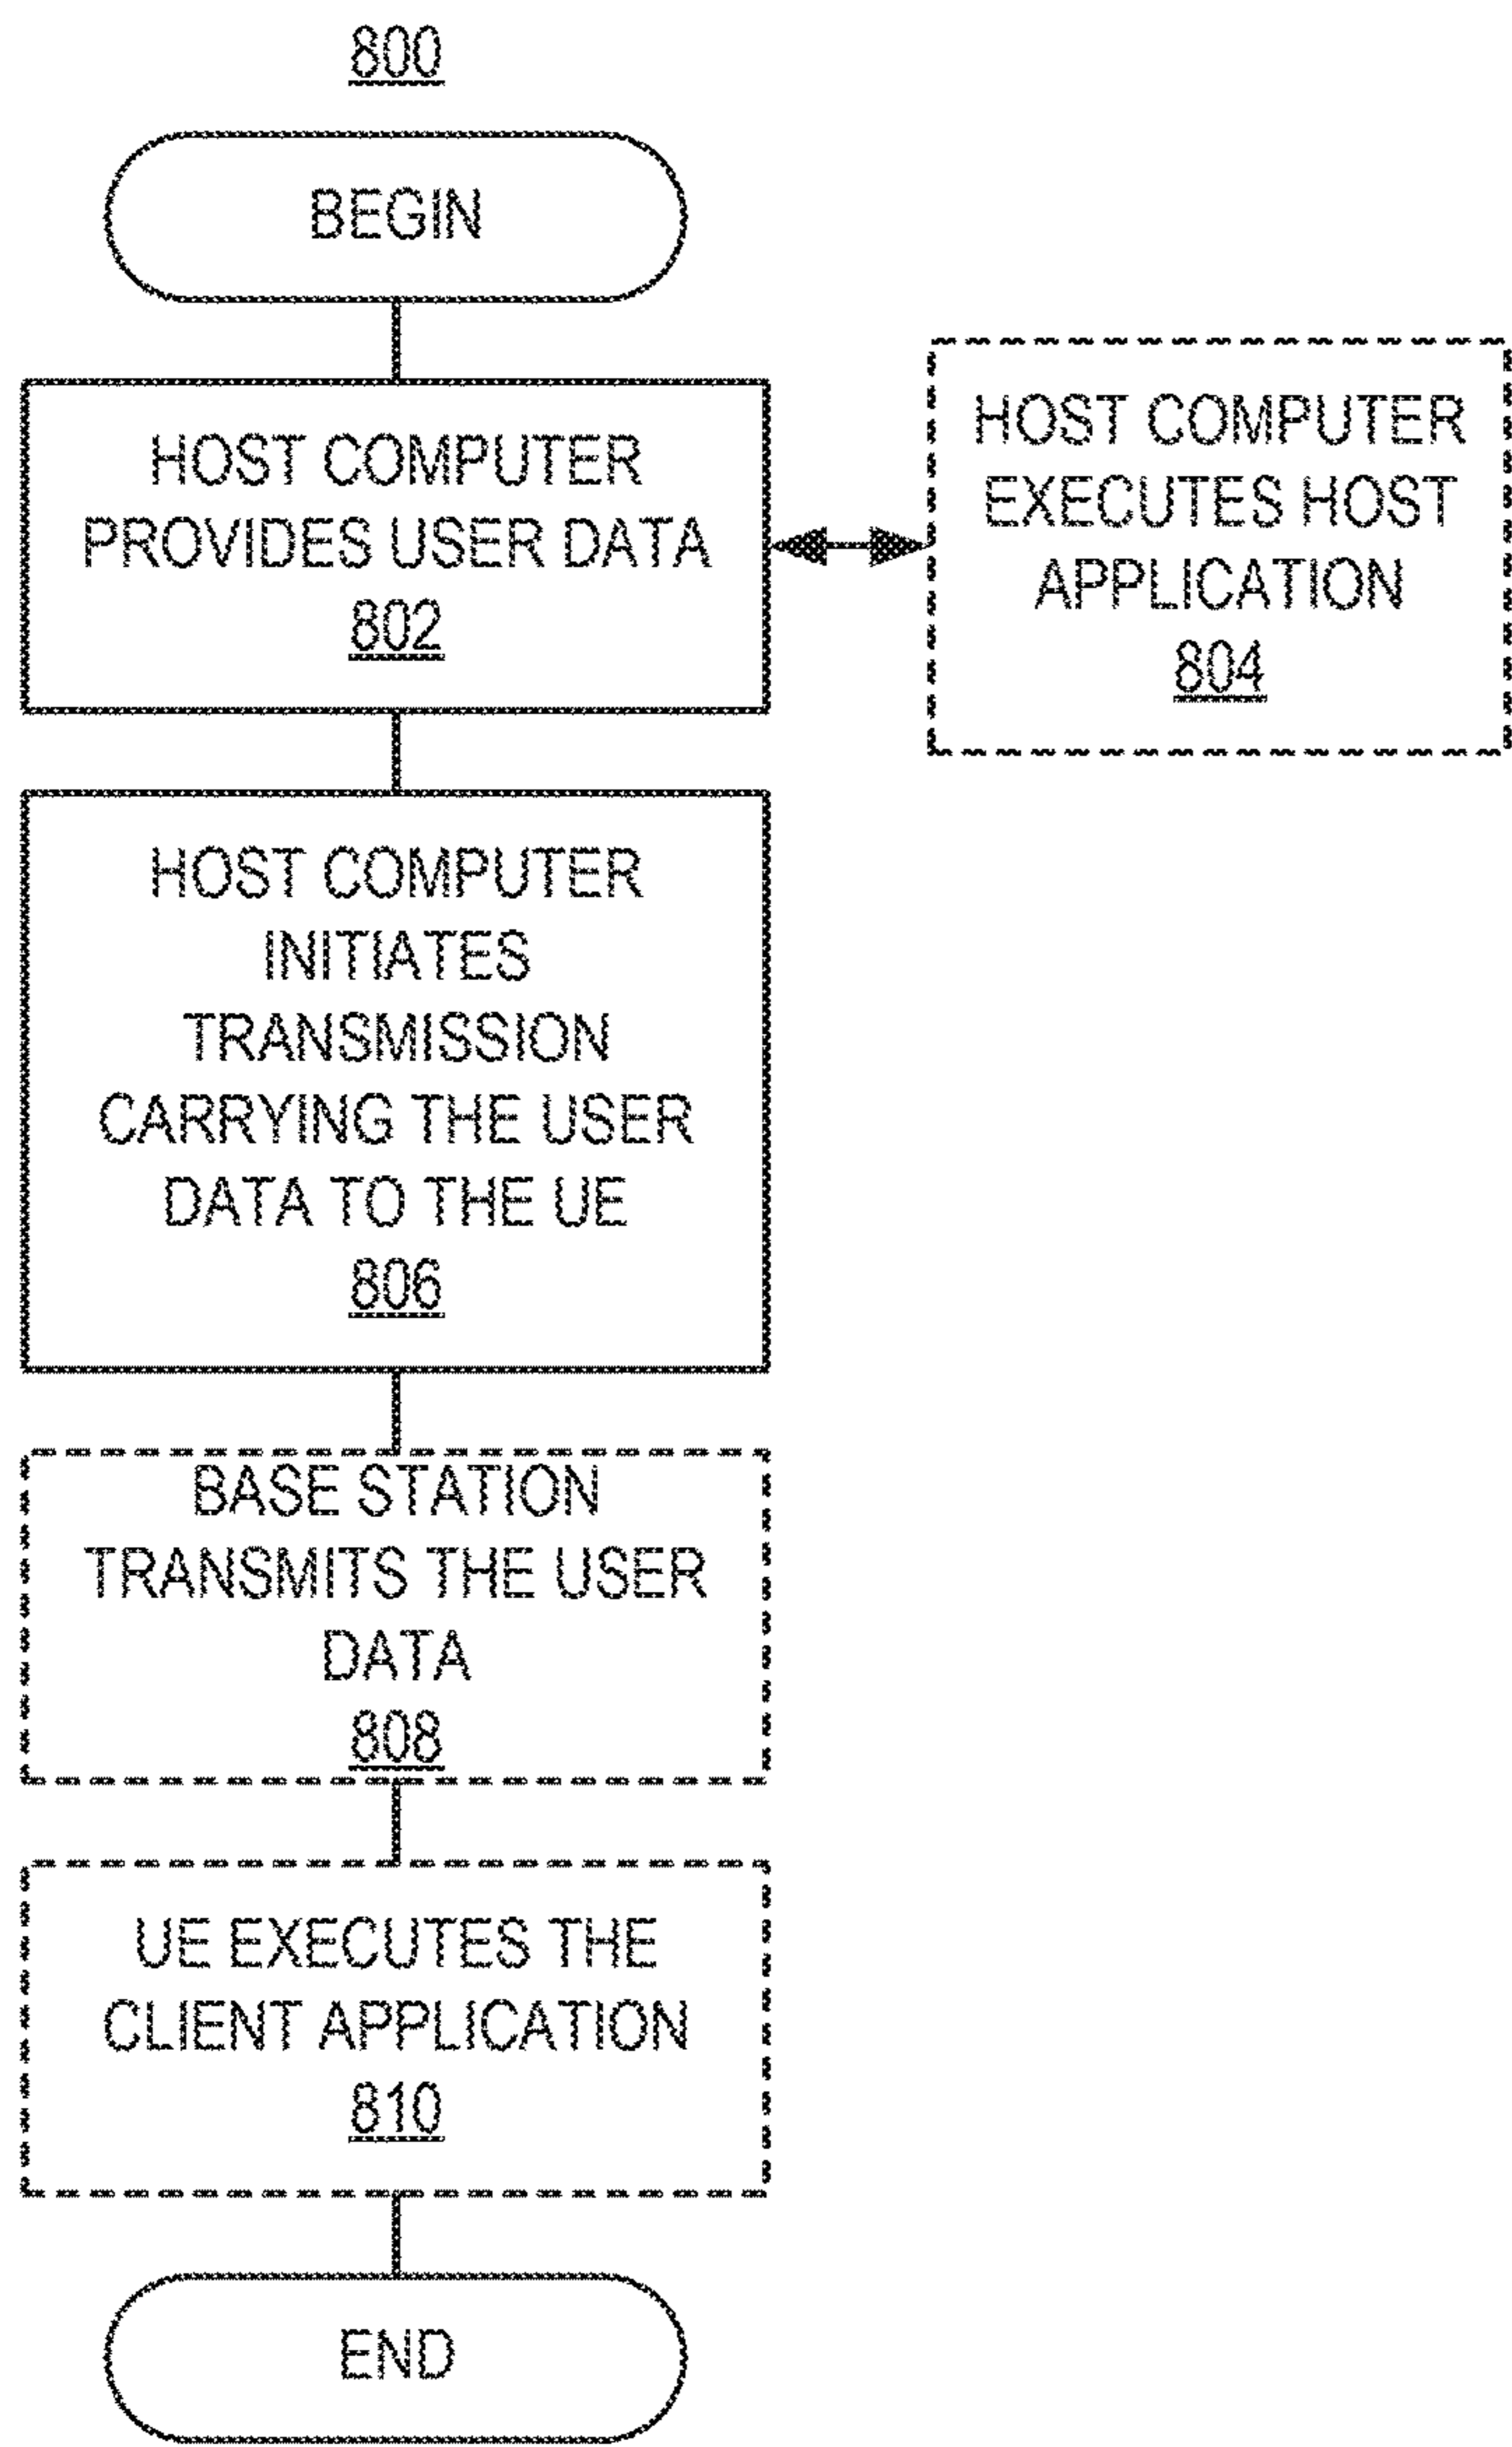 800
BEGIN
HOST COMPUTER
PROVIDES USER DATA
802
HOST COMPUTER
EXECUTES HOST
APPLICATION
804
HOST COMPUTER
INITIATES
TRANSMISSION
CARRYING THE USER
DATA TO THE UE
806
BASE STATION
TRANSMITS THE USER
DATA
808
UE EXECUTES THE
CLIENT APPLICATION
810
END